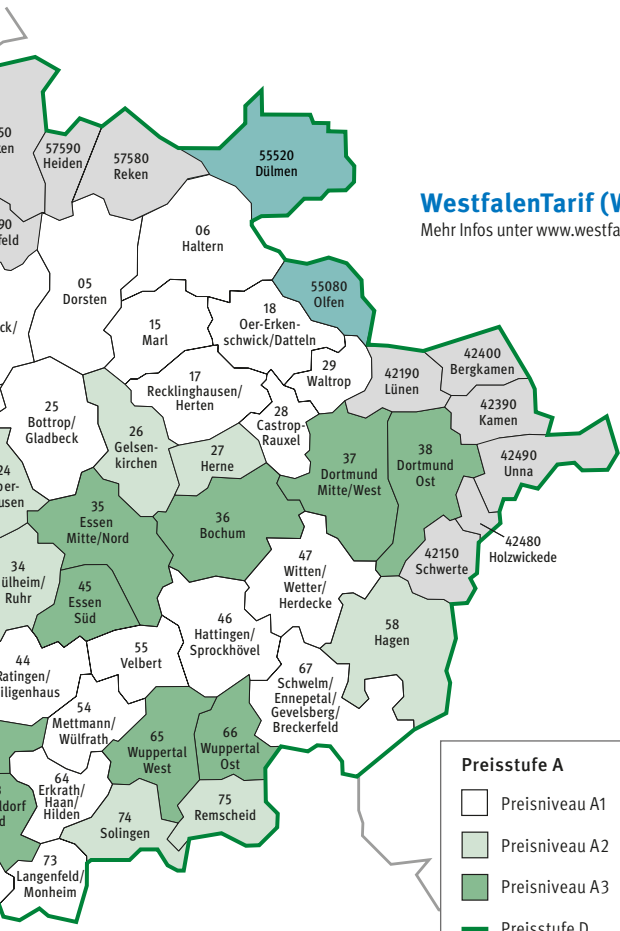 57590
Heiden
57580
Reken
55520
Dülmen
WestfalenTarif (W
Mehr Infos unter www.westfa
06
Haltern
05
Dorsten
55080
Olfen
15
Marl
18
Oer-Erken-
schwick/Datteln
29
Waltrop
42190
Lünen
42400
Bergkamen
42390
Kamen
42490
Unna
42480
Holzwickede
42150
Schwerte
17
Recklinghausen/
Herten
28
Castrop-
Rauxel
25
Bottrop/
Gladbeck
26
Gelsen-
kirchen
27
Herne
37
Dortmund
Mitte/West
38
Dortmund
Ost
35
Essen
Mitte/Nord
36
Bochum
34
ülheim/
Ruhr
45
Essen
Süd
47
Witten/
Wetter/
Herdecke
46
Hattingen/
Sprockhövel
58
Hagen
44
Ratingen/
iligenhaus
55
Velbert
67
Schwelm/
Ennepetal/
Gevelsberg/
Breckerfeld
54
Mettmann/
Wülfrath
65
Wuppertal
West
66
Wuppertal
Ost
64
Erkrath/
Haan/
Hilden
74
Solingen
75
Remscheid
73
Langenfeld/
Monheim
Preisstufe A
Preisniveau A1
Preisniveau A2
Preisniveau A3
Preisstufe D